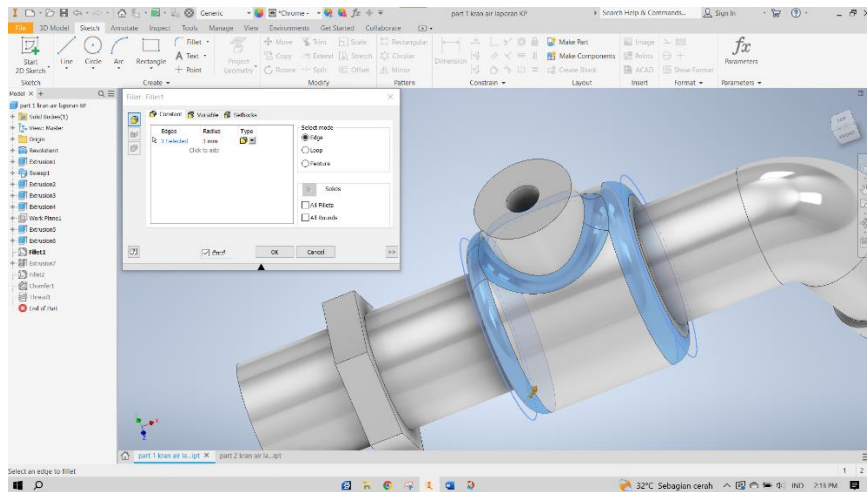 Generic
*Chrome -
part 1 kran air laporan KP
Search Help & Commands...
Sign In
File 3D Model Sketch Annotate Inspect Tools Manage View Environments Get Started Collaborate
Start
2D Sketch
Line
Circle
Arc
Rectangle
Fillet
Text
Point
Project
Geometry
Move
Copy
Rotate
Trim
Extend
Split
Scale
Stretch
Offset
Rectangular
Circular
Mirror
Dimension
Make Part
Make Components
Create Block
Image
Points
ACAD
Show Format
Parameters
Sketch
Create
Modify
Pattern
Constrain
Layout
Insert
Format
Parameters
Model
part 1 kran air laporan KP
Solid Bodies(1)
View: Master
Origin
Revolution1
Sweep1
Extrusion2
Extrusion3
Extrusion4
Work Plane2
Extrusion5
Extrusion6
Extrusion7
Fillet2
Chamfer1
Thread1
End of Part
Constant Variable Setbacks
Edges Radius Type
3 Selected 3 mm
Click to add
Select mode
Edge
Loop
Feature
Solids
All Fillets
All Rounds
OK
Cancel
part 1 kran air la...ipt
part 2 kran air la...ipt
Select an edge to fillet
1 2
32°C Sebagian cerah
IND
2:13 PM